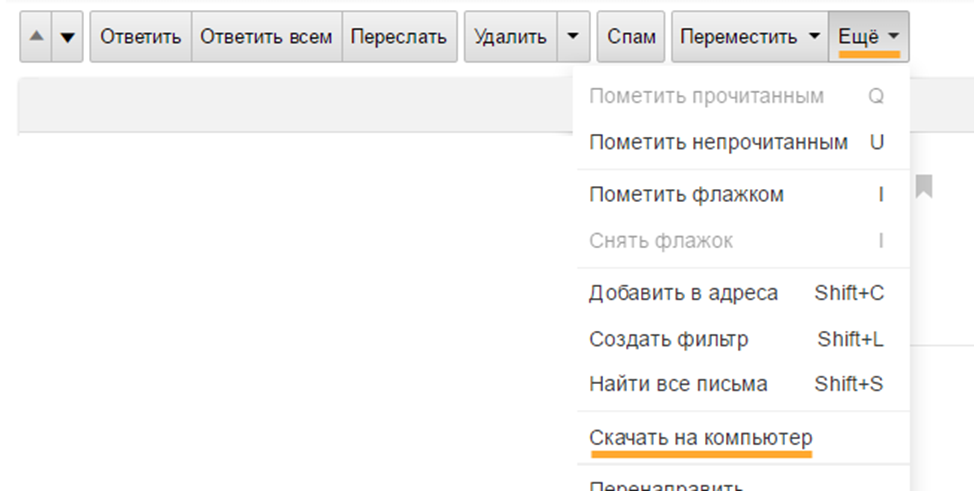 Ответить Ответить всем Переслать Удалить Спам Переместить Ещё
Пометить прочитанным Q
Пометить непрочитанным U
Пометить флажком I
Снять флажок I
Добавить в адреса Shift+C
Создать фильтр Shift+L
Найти все письма Shift+S
Скачать на компьютер
Перенаправить